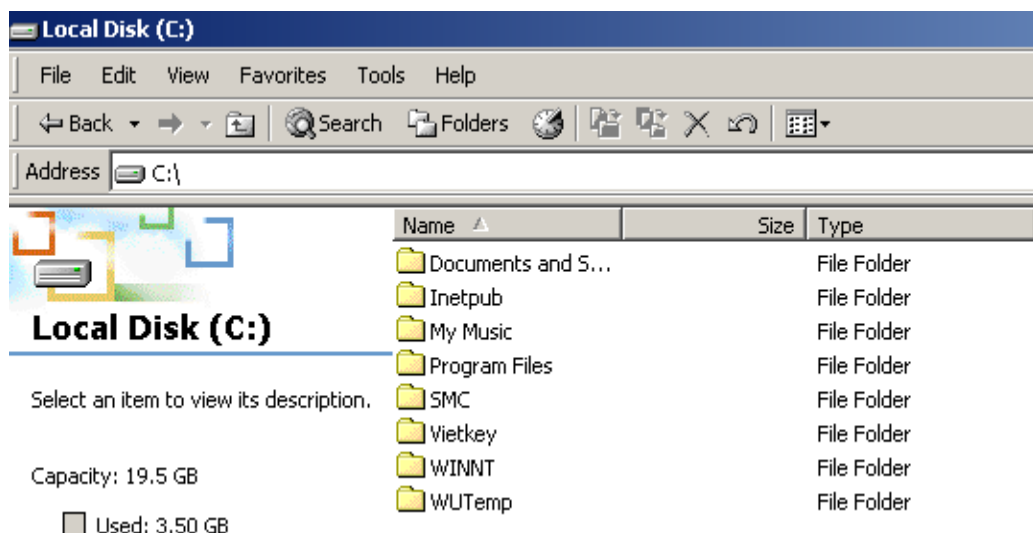 Local Disk (C:)
File Edit View Favorites Tools Help
Back Search Folders
Address C:\
Name Size Type
Documents and S... File Folder
Inetpub File Folder
Local Disk (C:)
My Music File Folder
Program Files File Folder
Select an item to view its description.
SMC File Folder
Vietkey File Folder
Capacity: 19.5 GB
WINNT File Folder
WUTemp File Folder
Used: 3.50 GB